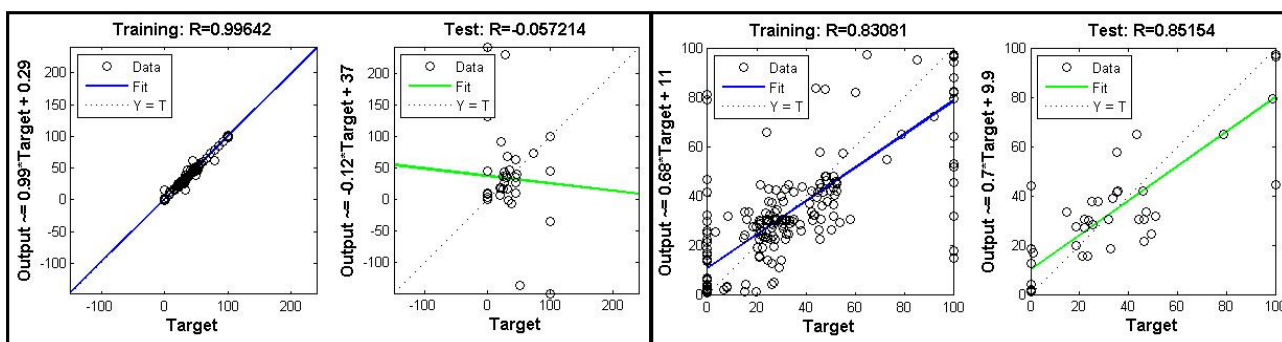 Training: R=0.99642
Output ~= 0.99*Target + 0.29
200
100
50
0
-50
-100
Data
Fit
Y = T
-100 0 100 200
Target
Test: R=-0.057214
Output ~= -0.12*Target + 37
200
150
100
50
0
-50
-100
Data
Fit
Y = T
-100 0 100 200
Target
Training: R=0.83081
Output ~= 0.68*Target + 11
100
80
60
40
20
0
Data
Fit
Y = T
0 20 40 60 80 100
Target
Test: R=0.85154
Output ~= 0.7*Target + 9.9
100
80
60
40
20
0
Data
Fit
Y = T
0 20 40 60 80 100
Target